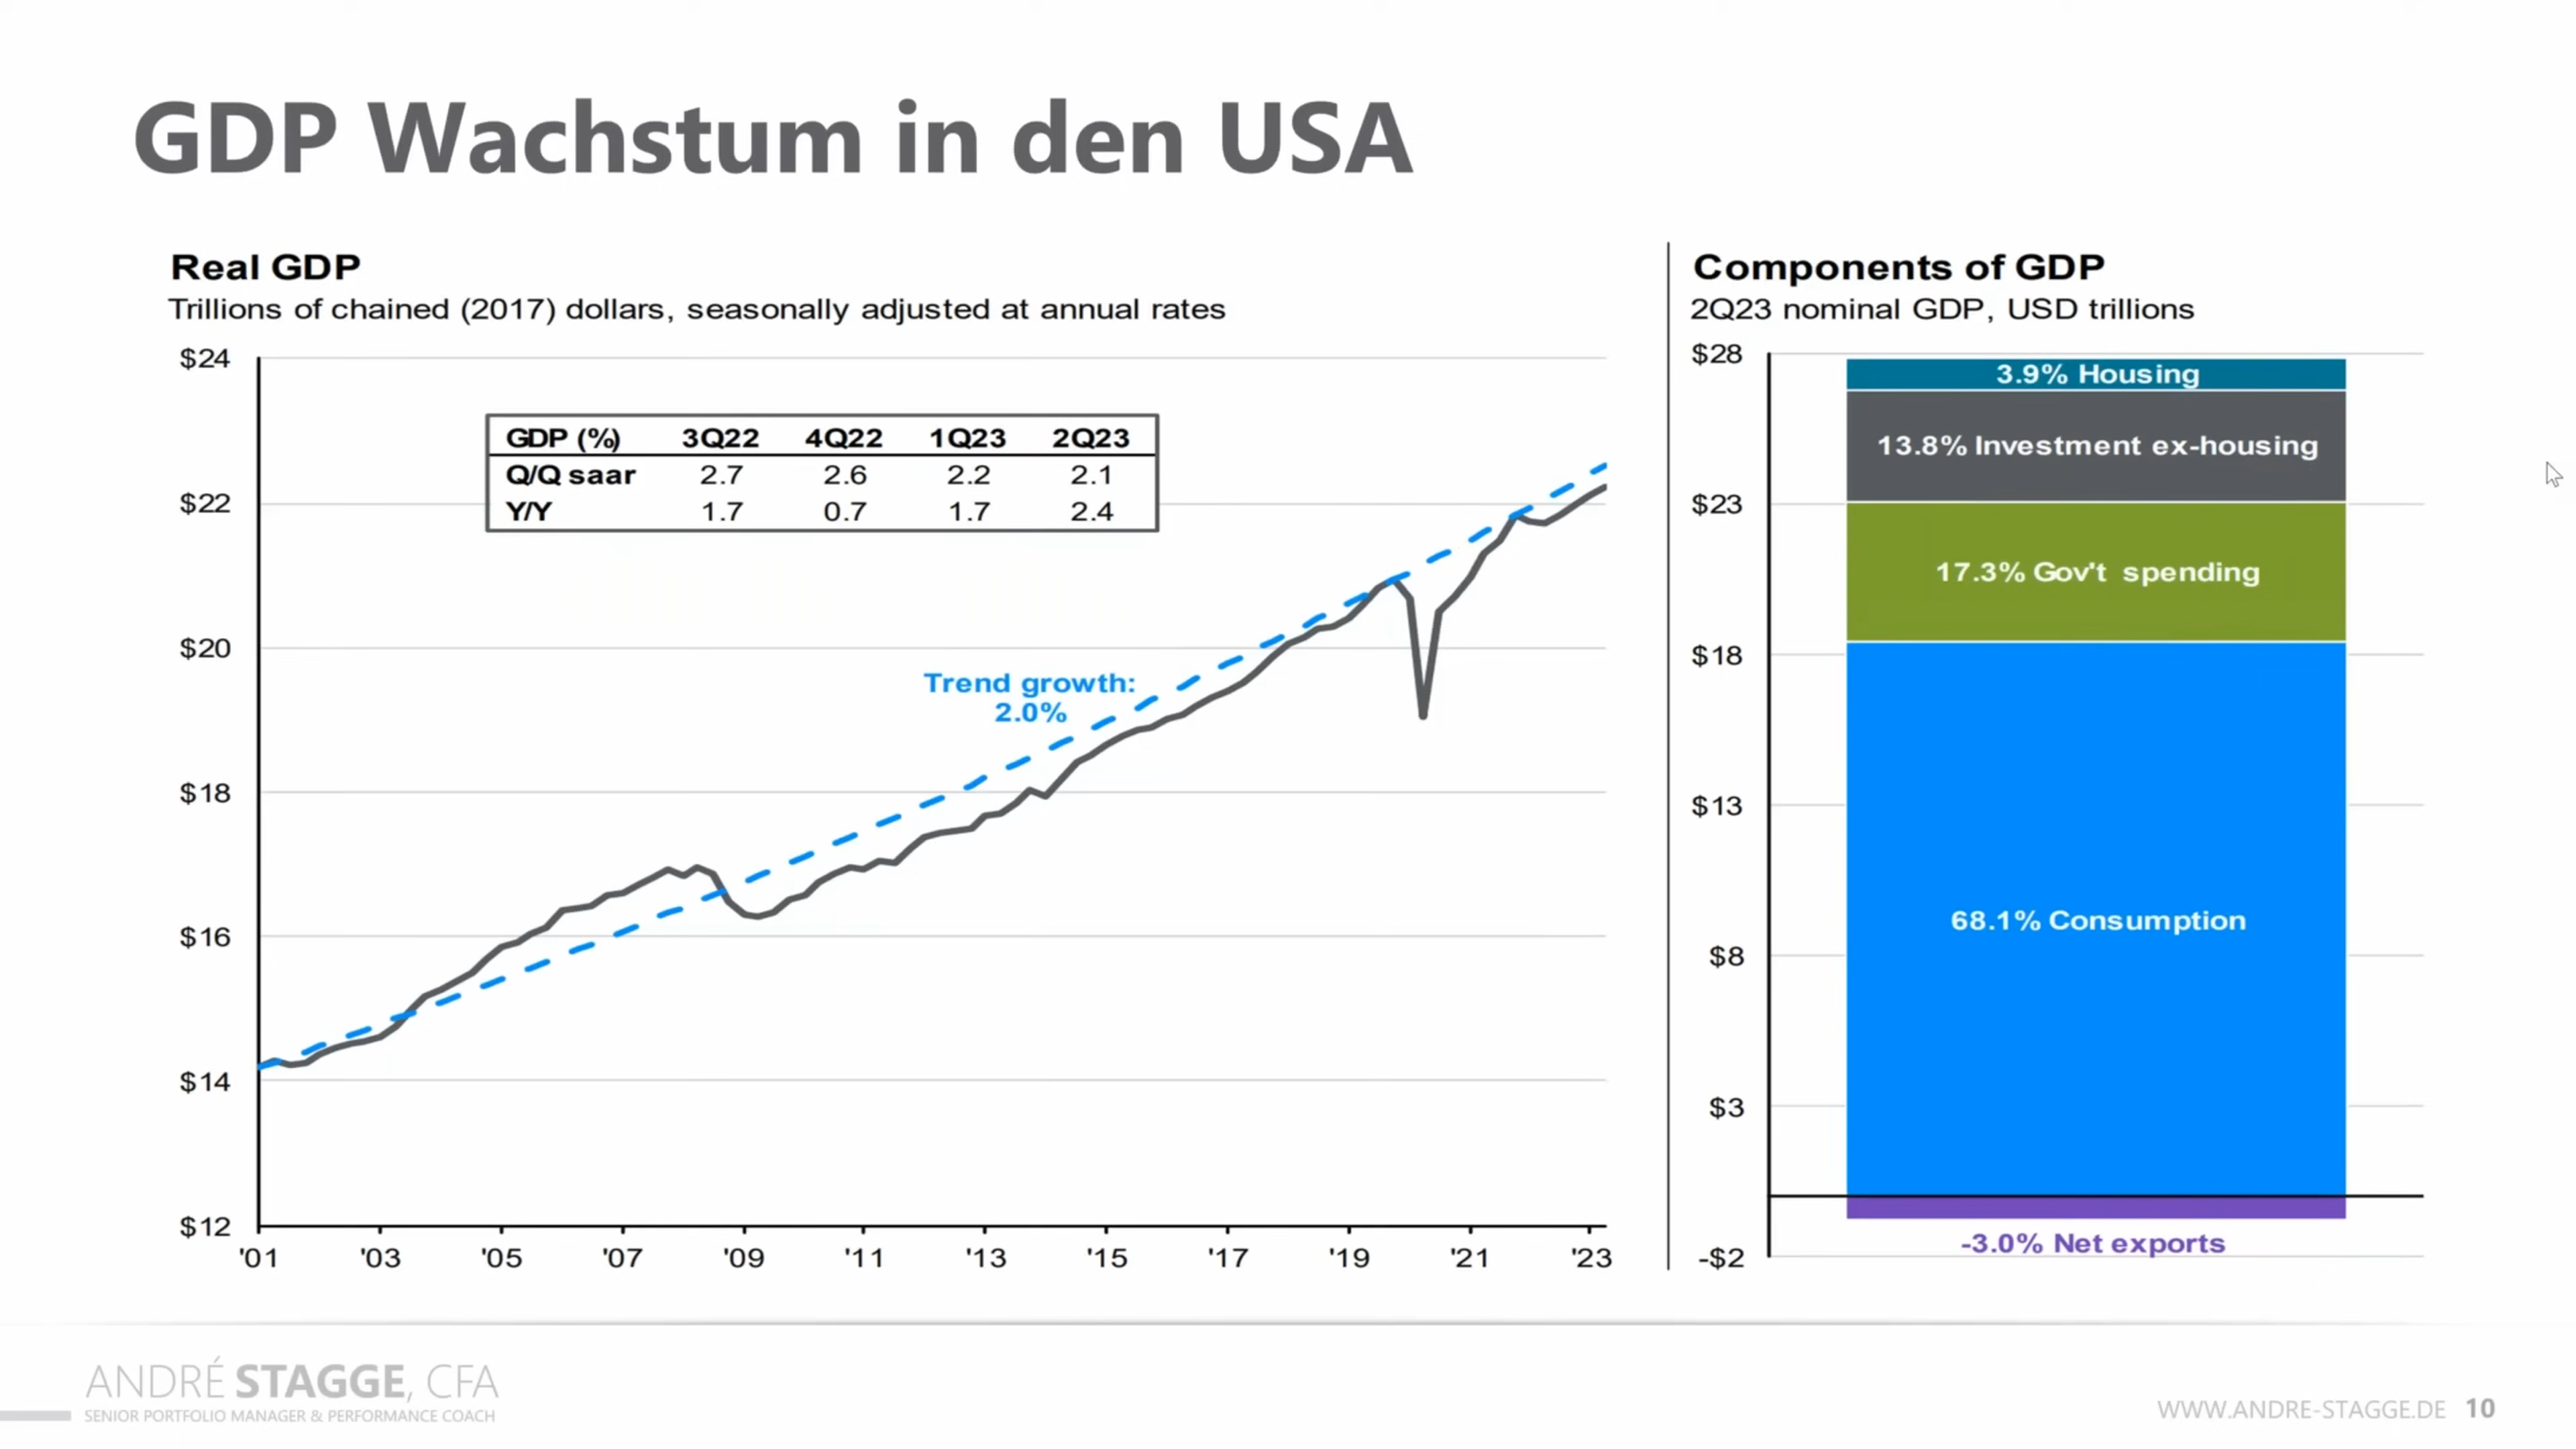 GDP Wachstum in den USA
Real GDP
Trillions of chained (2017) dollars, seasonally adjusted at annual rates
$24
$22
$20
$18
$16
$14
$12
GDP (%) 3Q22 4Q22 1Q23 2Q23
Q/Q saar 2.7 2.6 2.2 2.1
Y/Y 1.7 0.7 1.7 2.4
Trend growth:
2.0%
'01 '03 '05 '07 '09 '11 '13 '15 '17 '19 '21 '23
Components of GDP
2Q23 nominal GDP, USD trillions
$28
$23
$18
$13
$8
$3
-$2
3.9% Housing
13.8% Investment ex-housing
17.3% Gov't spending
68.1% Consumption
-3.0% Net exports
ANDRÉ STAGGE, CFA
SENIOR PORTFOLIO MANAGER & PERFORMANCE COACH
WWW.ANDRE-STAGGE.DE 10